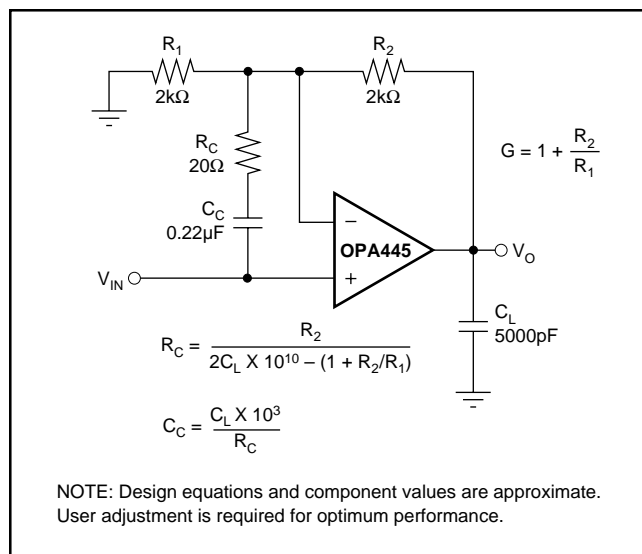 R1
2kΩ
R2
2kΩ
RC
20Ω
G = 1 + R2
R1
CC
0.22µF
–
OPA445
+
VIN
VO
CL
5000pF
RC = R2
2CL X 10^10 – (1 + R2/R1)
CC = CL X 10^3
RC
NOTE: Design equations and component values are approximate.
User adjustment is required for optimum performance.